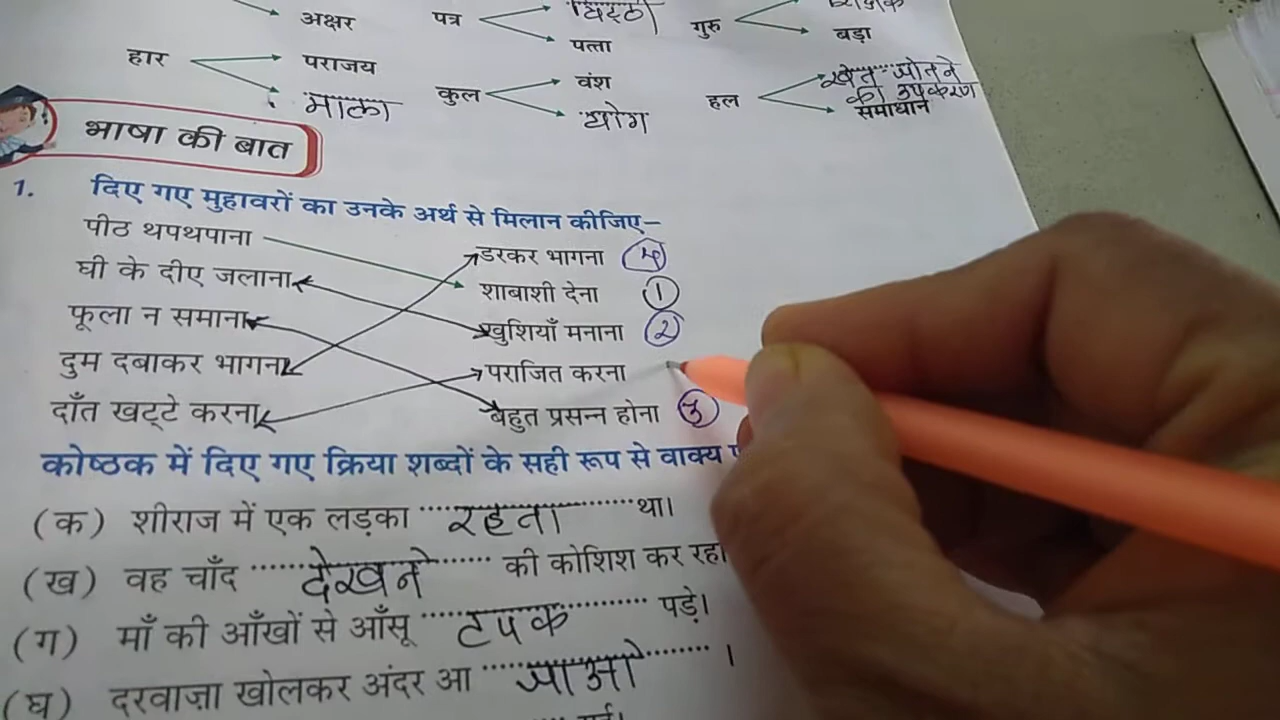 अक्षर पत्र चिट्ठी गुरु
पत्ता बड़ा
हार पराजय कुल वंश हल खेत जोतने
माला योग का उपकरण
समाधान
भाषा की बात
1. दिए गए मुहावरों का उनके अर्थ से मिलान कीजिए–
पीठ थपथपाना डरकर भागना 4
घी के दीए जलाना शाबाशी देना 1
फूला न समाना खुशियाँ मनाना 2
दुम दबाकर भागना पराजित करना
दाँत खट्टे करना बहुत प्रसन्न होना 3
कोष्ठक में दिए गए क्रिया शब्दों के सही रूप से वाक्य
(क) शीराज में एक लड़का रहता था।
(ख) वह चाँद देखने की कोशिश कर रहा
(ग) माँ की आँखों से आँसू टपक पड़े।
(घ) दरवाज़ा खोलकर अंदर आ जाओ ।